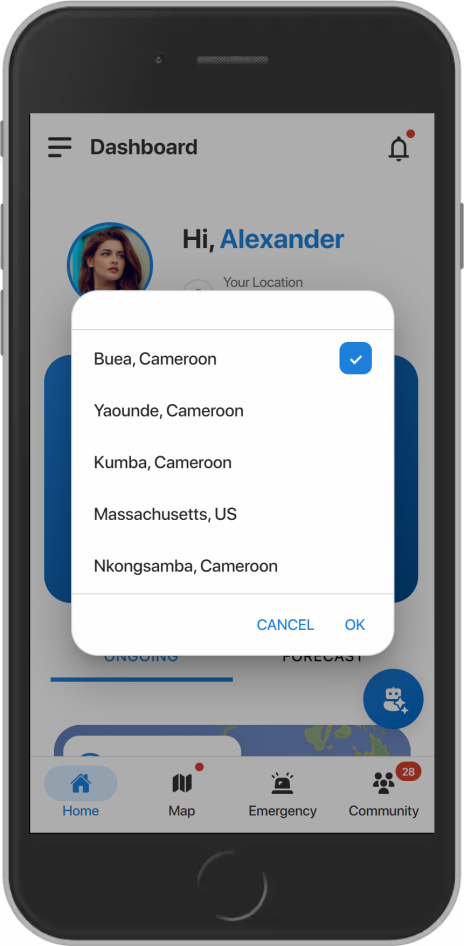 Dashboard
Hi, Alexander
Your Location
Buea, Cameroon
Yaounde, Cameroon
Kumba, Cameroon
Massachusetts, US
Nkongsamba, Cameroon
CANCEL OK
ONGOING FORECAST
28
Home Map Emergency Community